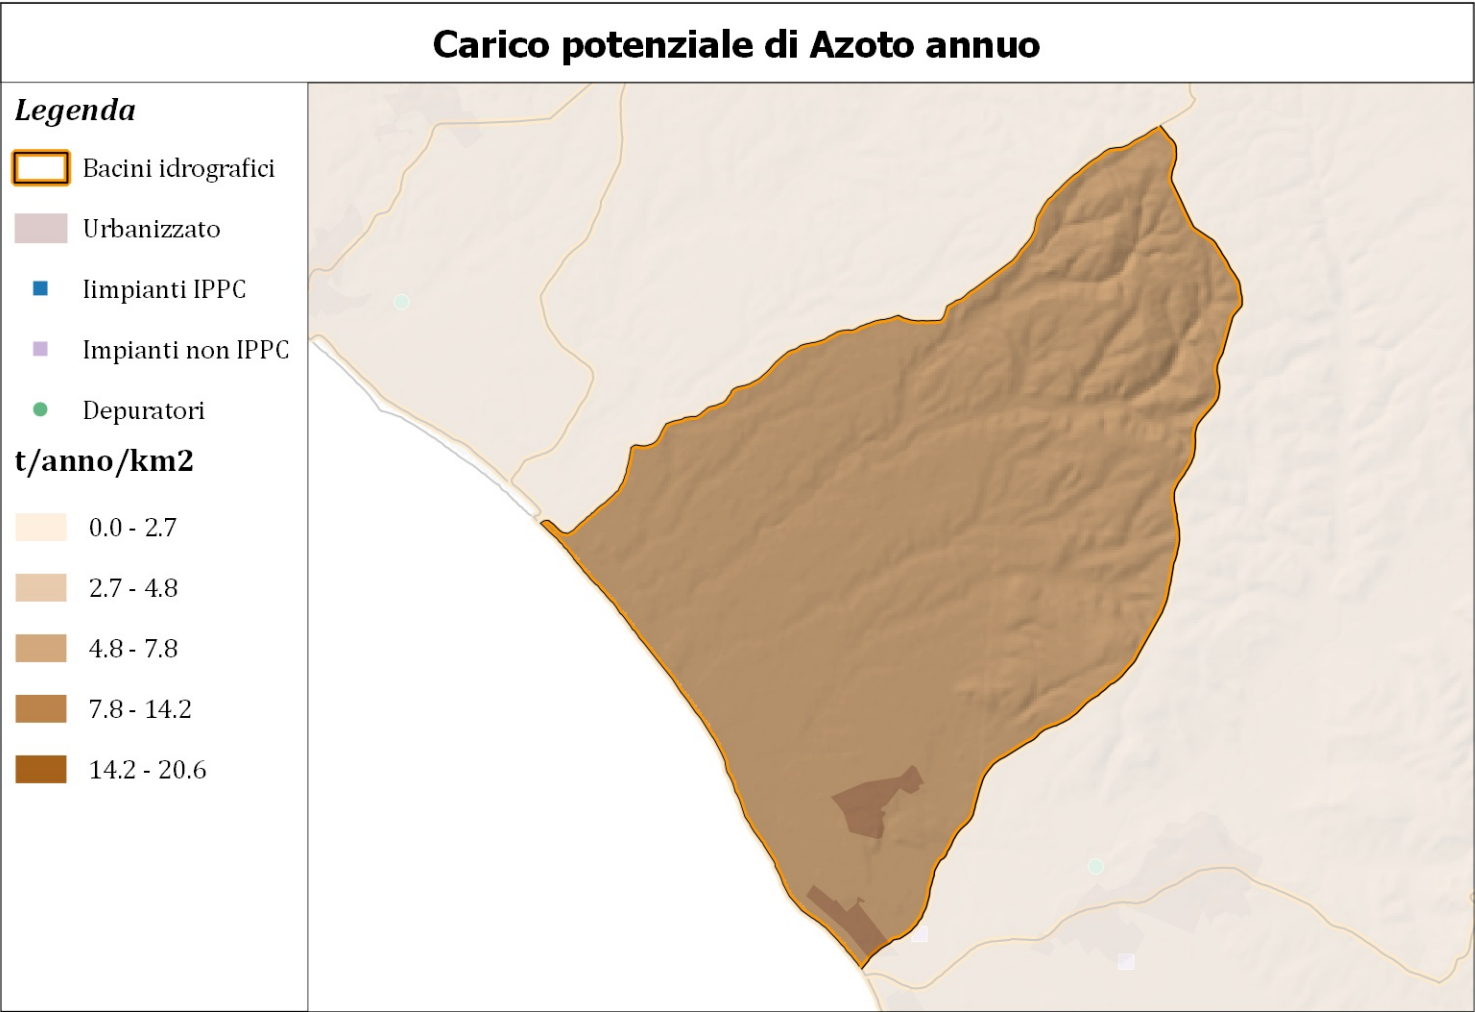 Carico potenziale di Azoto annuo
Legenda
Bacini idrografici
Urbanizzato
Iimpianti IPPC
Impianti non IPPC
Depuratori
t/anno/km2
0.0 - 2.7
2.7 - 4.8
4.8 - 7.8
7.8 - 14.2
14.2 - 20.6